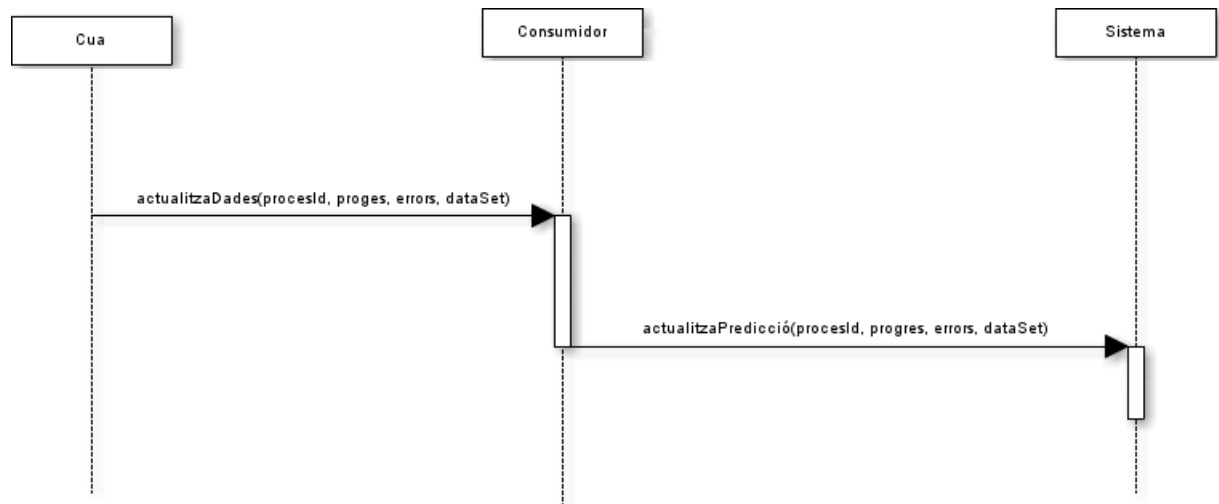 Cua
Consumidor
Sistema
actualitzaDades(procesId, proges, errors, dataSet)
actualitzaPredicció(procesId, progres, errors, dataSet)